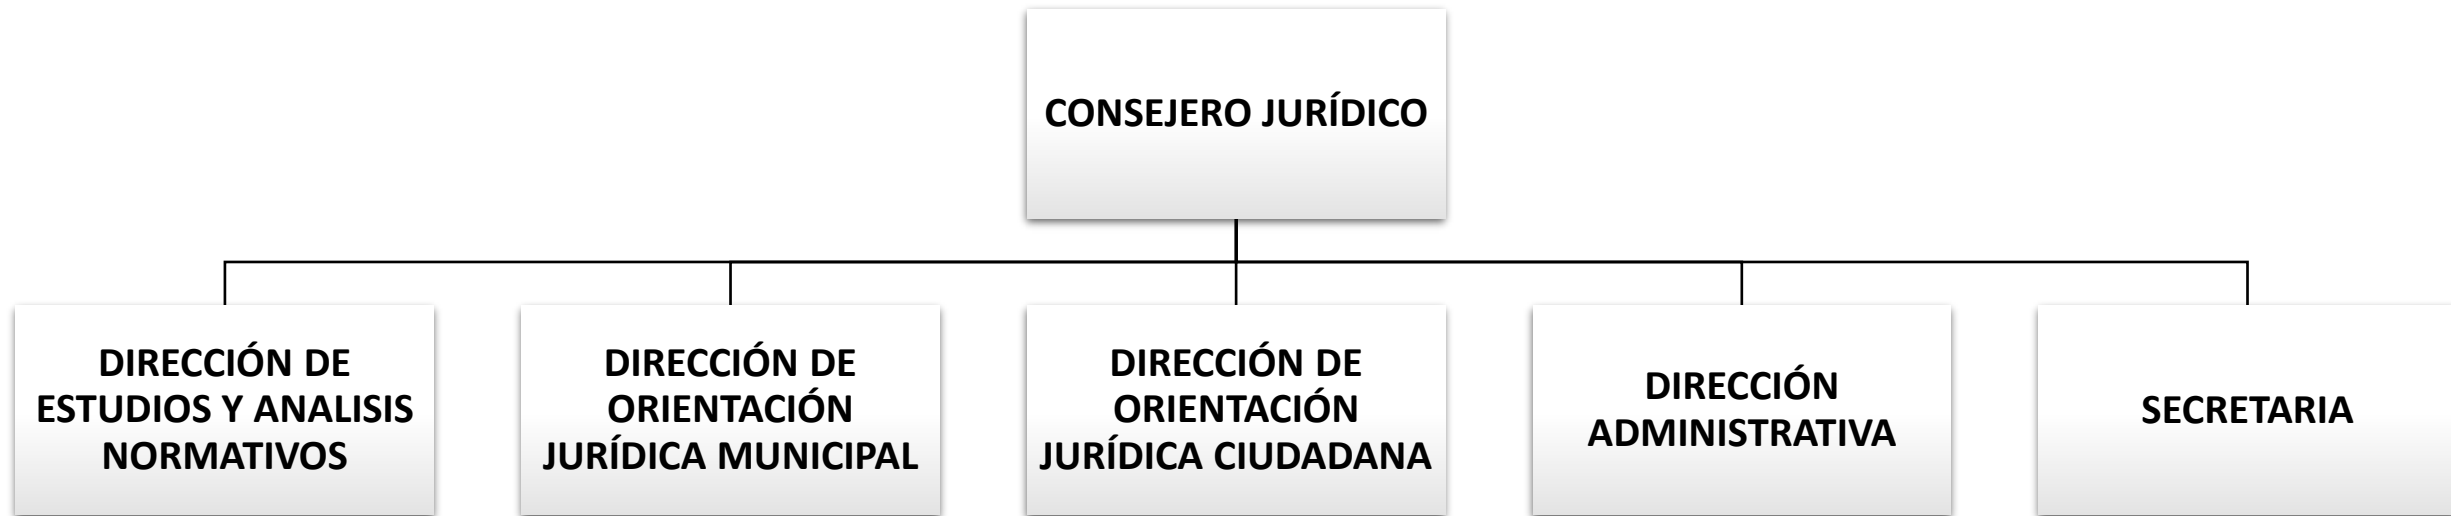 CONSEJERO JURÍDICO
DIRECCIÓN DE
ESTUDIOS Y ANALISIS
NORMATIVOS
DIRECCIÓN DE
ORIENTACIÓN
JURÍDICA MUNICIPAL
DIRECCIÓN DE
ORIENTACIÓN
JURÍDICA CIUDADANA
DIRECCIÓN
ADMINISTRATIVA
SECRETARIA